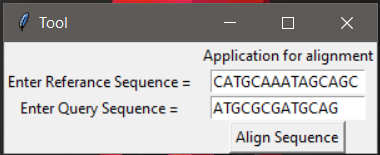 Tool
Application for alignment
Enter Referance Sequence = CATGCAAATAGCAGC
Enter Query Sequence = ATGCGCGATGCAG
Align Sequence